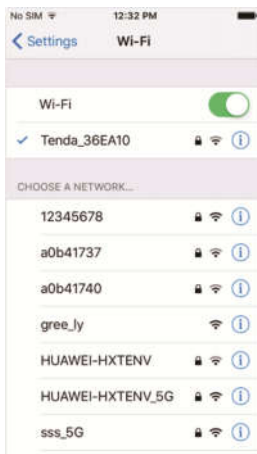 No SIM 12:32 PM
Settings Wi-Fi
Wi-Fi
Tenda_36EA10
CHOOSE A NETWORK...
12345678
a0b41737
a0b41740
gree_ly
HUAWEI-HXTENV
HUAWEI-HXTENV_5G
sss_5G